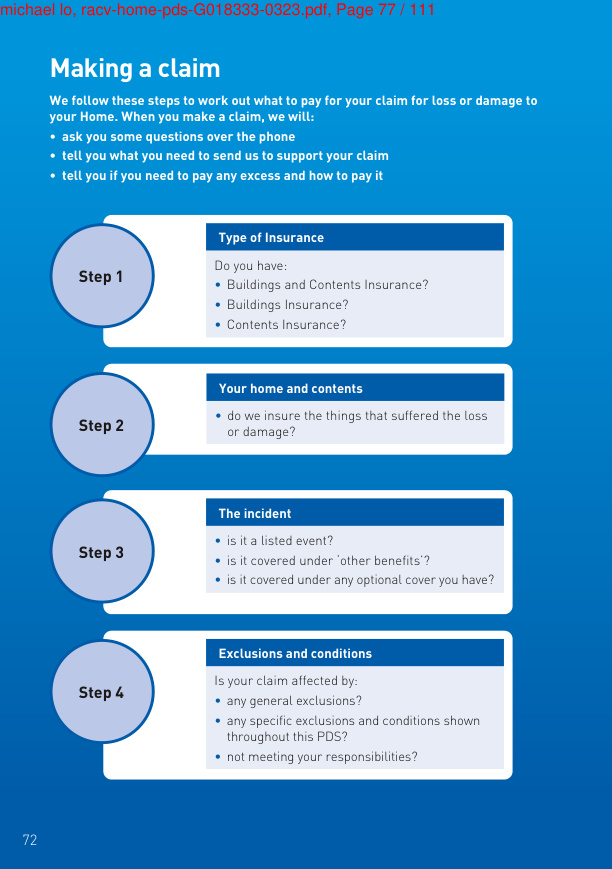 michael lo, racv-home-pds-G018333-0323.pdf, Page 77 / 111
Making a claim
We follow these steps to work out what to pay for your claim for loss or damage to
your Home. When you make a claim, we will:
• ask you some questions over the phone
• tell you what you need to send us to support your claim
• tell you if you need to pay any excess and how to pay it
Step 1
Type of Insurance
Do you have:
• Buildings and Contents Insurance?
• Buildings Insurance?
• Contents Insurance?
Step 2
Your home and contents
• do we insure the things that suffered the loss
or damage?
Step 3
The incident
• is it a listed event?
• is it covered under ‘other benefits’?
• is it covered under any optional cover you have?
Step 4
Exclusions and conditions
Is your claim affected by:
• any general exclusions?
• any specific exclusions and conditions shown
throughout this PDS?
• not meeting your responsibilities?
72